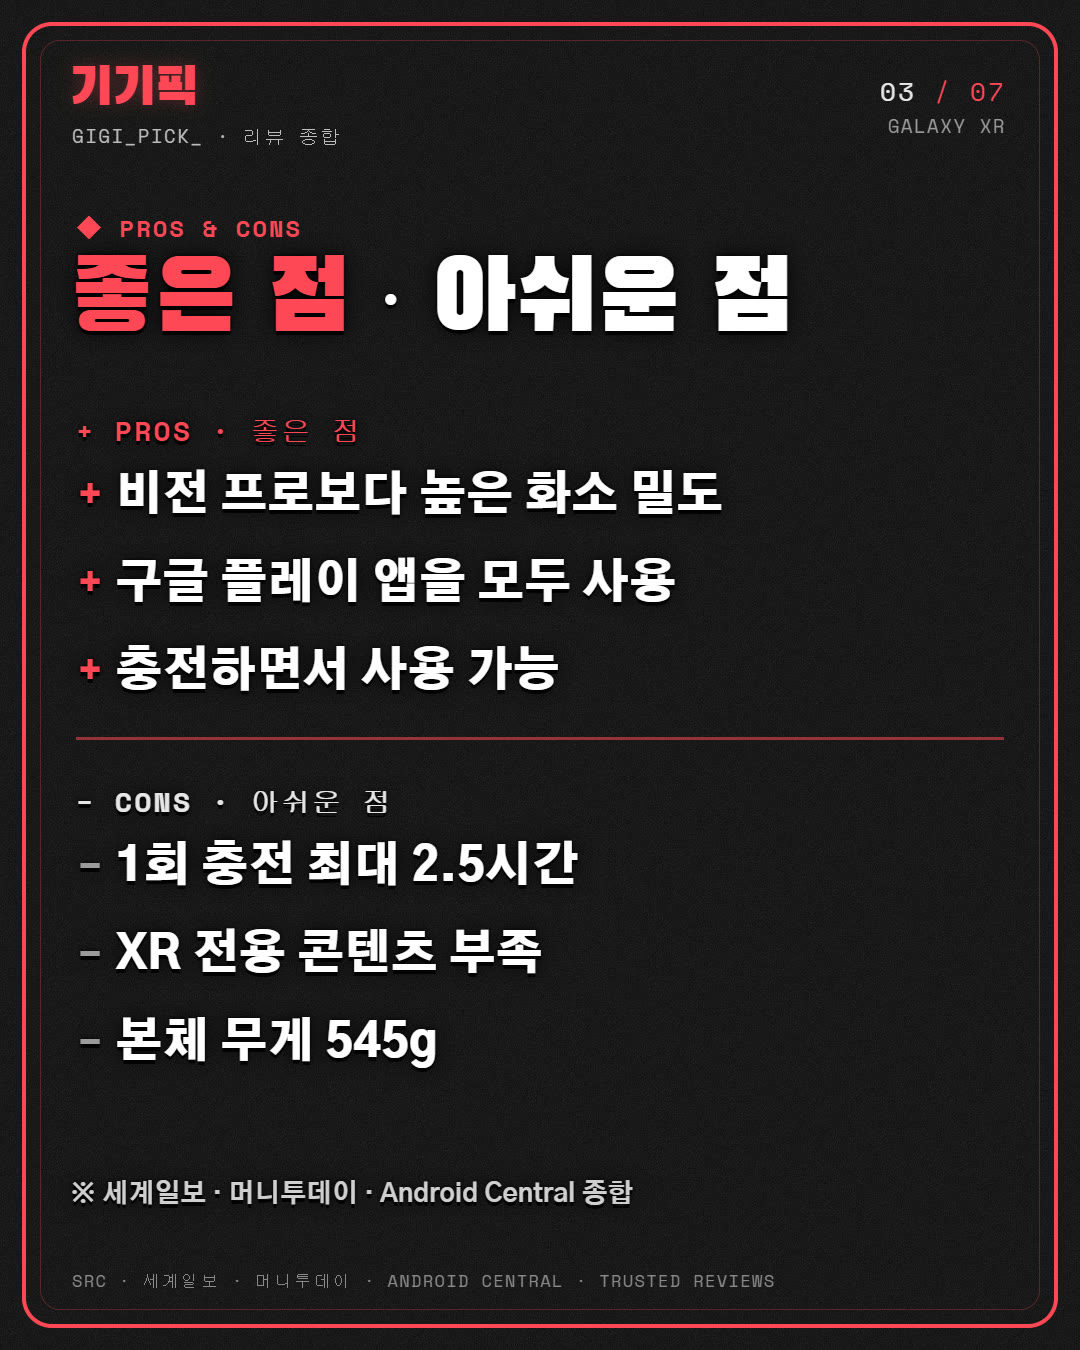 기기픽
03 / 07
GIGI_PICK_ · 리뷰 종합
GALAXY XR
◆ PROS & CONS
좋은 점 · 아쉬운 점
+ PROS · 좋은 점
+ 비전 프로보다 높은 화소 밀도
+ 구글 플레이 앱을 모두 사용
+ 충전하면서 사용 가능
- CONS · 아쉬운 점
- 1회 충전 최대 2.5시간
- XR 전용 콘텐츠 부족
- 본체 무게 545g
※ 세계일보 · 머니투데이 · Android Central 종합
SRC · 세계일보 · 머니투데이 · ANDROID CENTRAL · TRUSTED REVIEWS